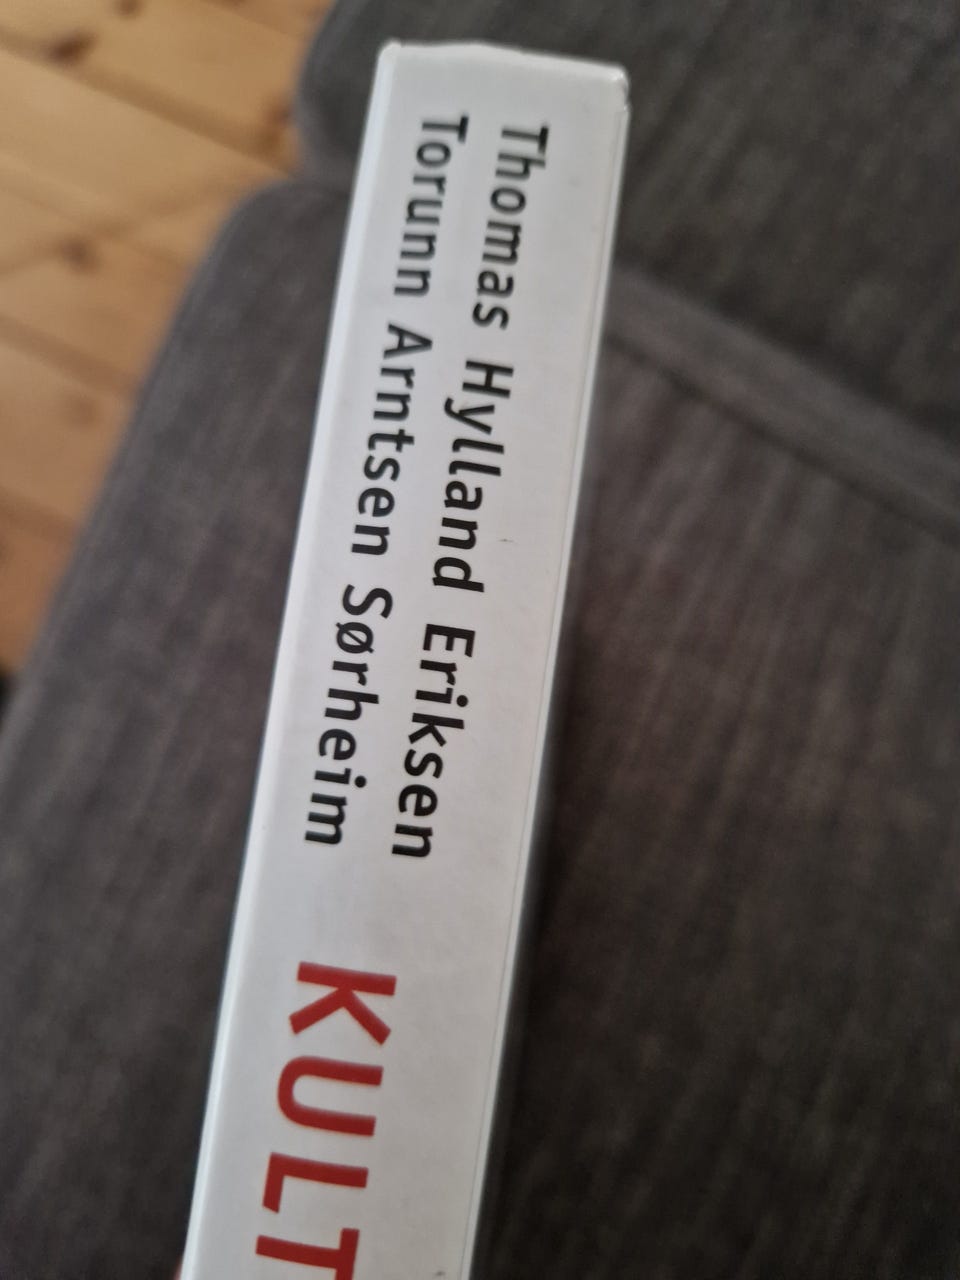 Thomas Hylland Eriksen
Torunn Arntsen Sørheim
KULT